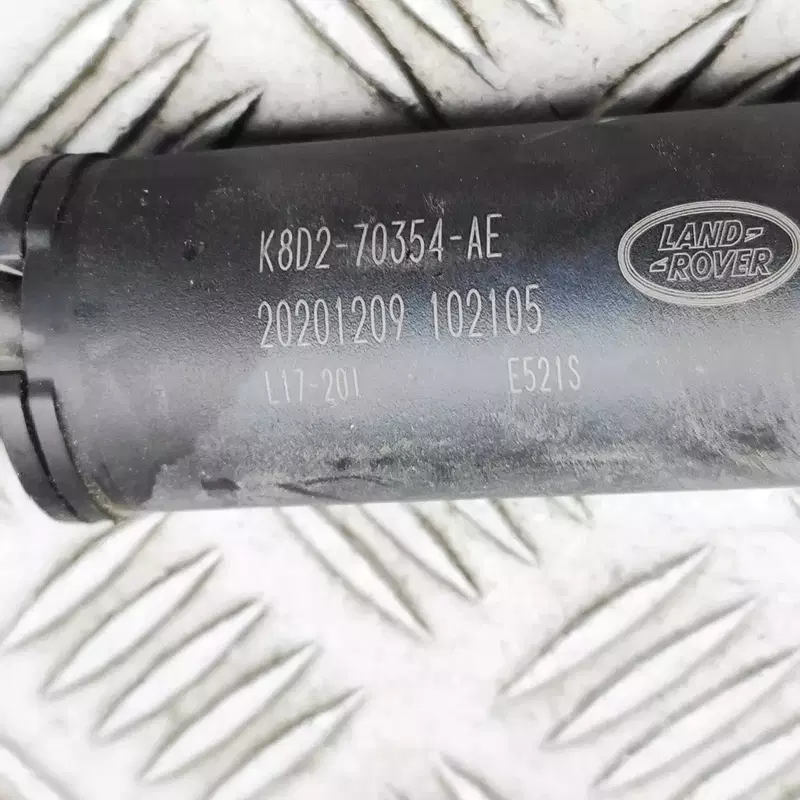 K8D2-70354-AE
LAND-
-ROVER
20201209 102105
L17-201 E521S